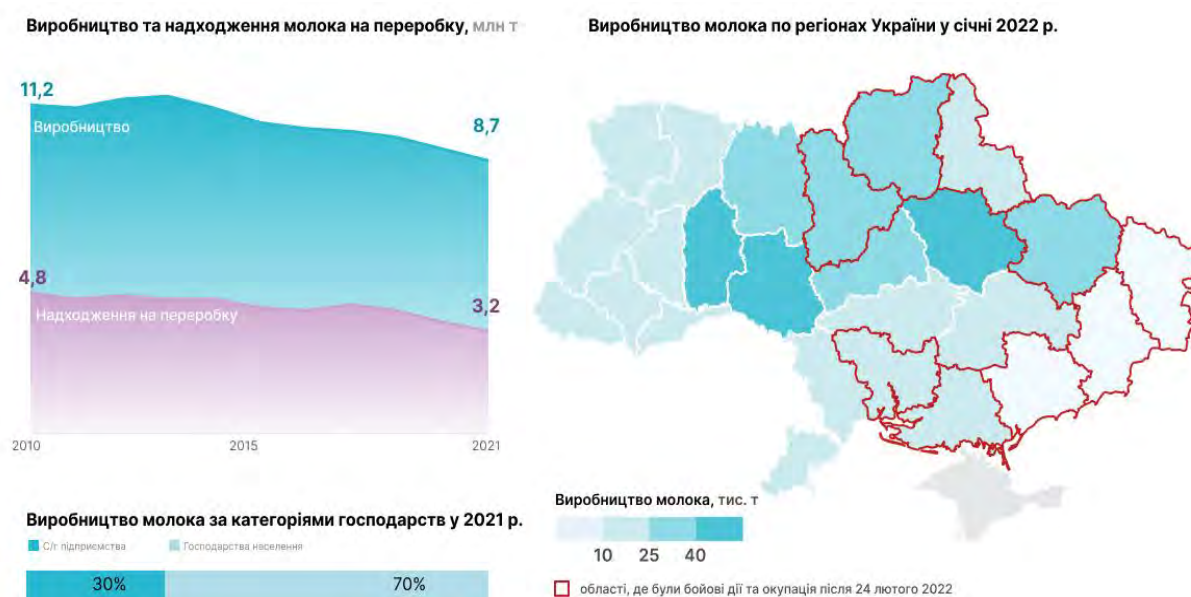 Виробництво та надходження молока на переробку, млн т
11,2
Виробництво
8,7
4,8
Надходження на переробку
3,2
2010
2015
2021
Виробництво молока за категоріями господарств у 2021 р.
С/г підприємства
Господарства населення
30%
70%
Виробництво молока по регіонах України у січні 2022 р.
Виробництво молока, тис. т
10
25
40
області, де були бойові дії та окупація після 24 лютого 2022